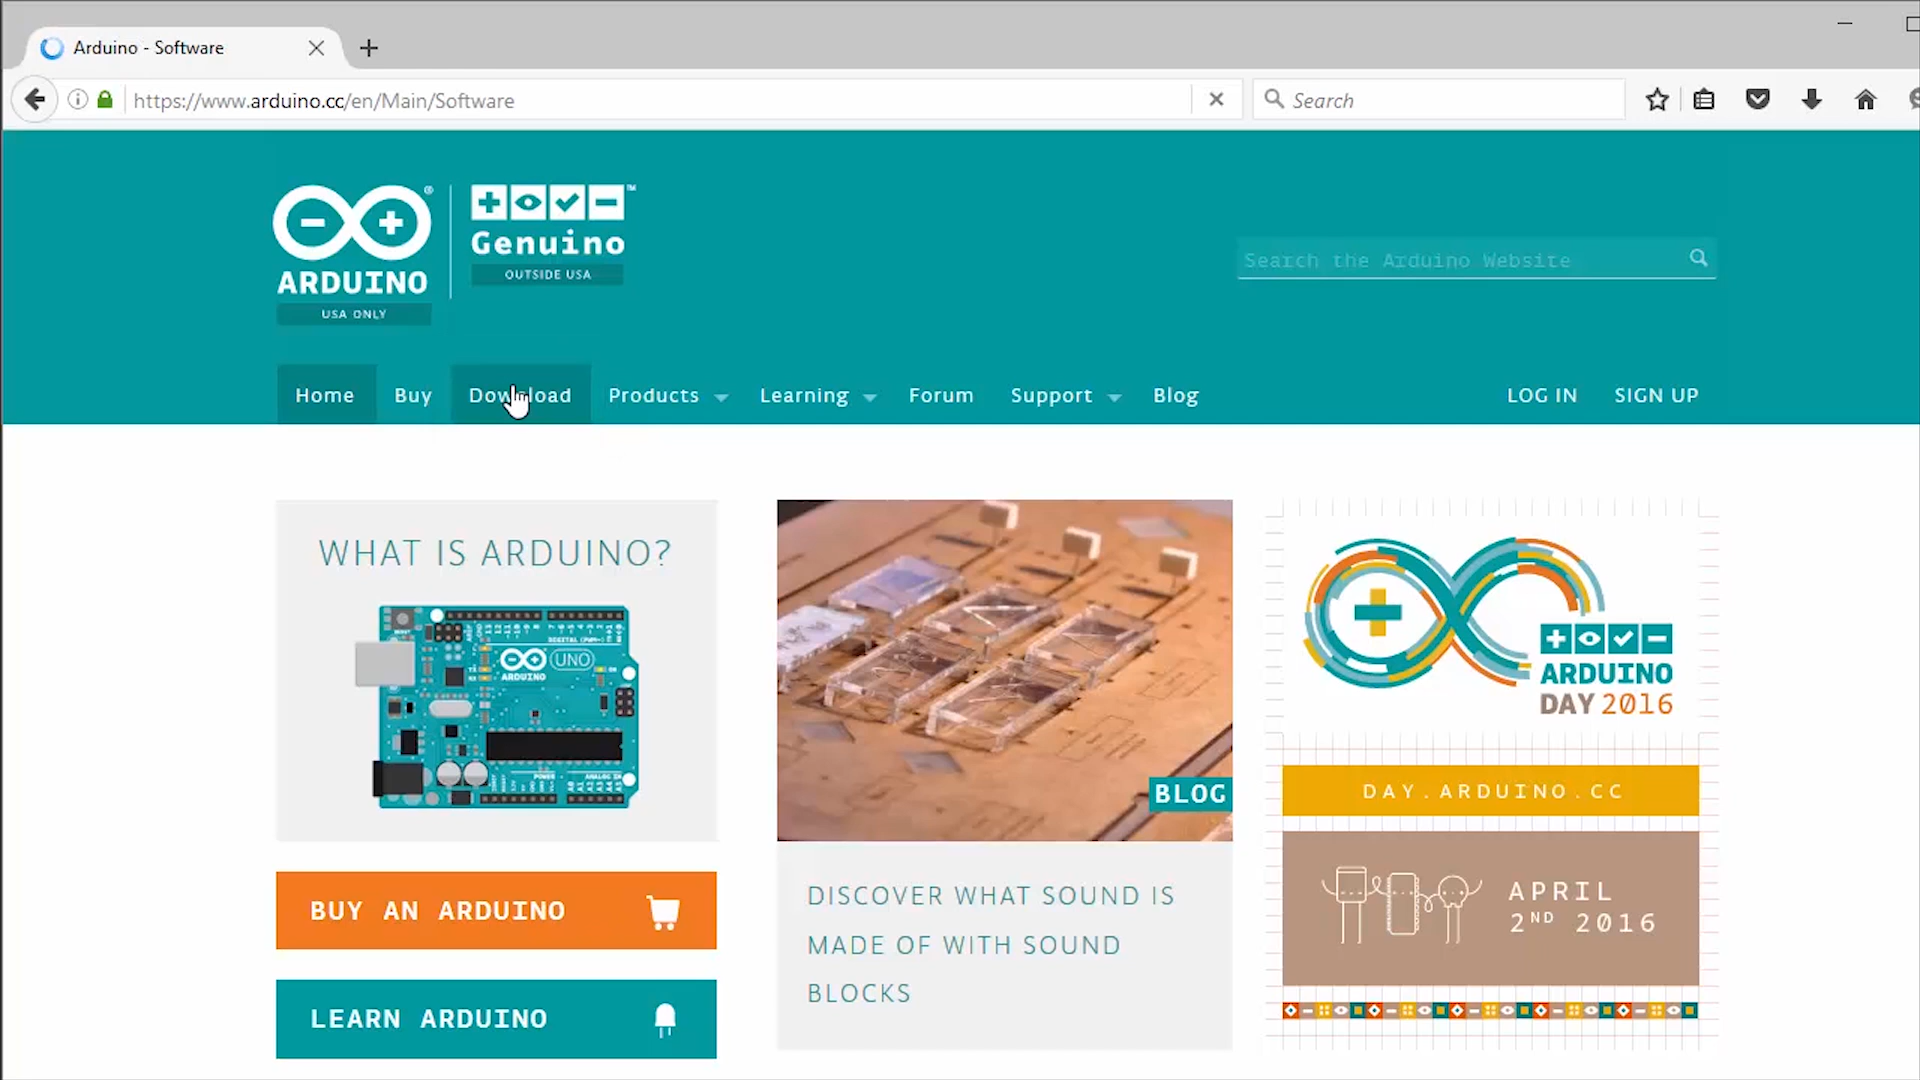 Arduino - Software
https://www.arduino.cc/en/Main/Software
Search
ARDUINO
USA ONLY
Genuino
OUTSIDE USA
Search the Arduino Website
Home Buy Download Products Learning Forum Support Blog LOG IN SIGN UP
WHAT IS ARDUINO?
UNO
ARDUINO
BLOG
DISCOVER WHAT SOUND IS
MADE OF WITH SOUND
BLOCKS
ARDUINO
DAY 2016
DAY.ARDUINO.CC
APRIL
2ND 2016
BUY AN ARDUINO
LEARN ARDUINO